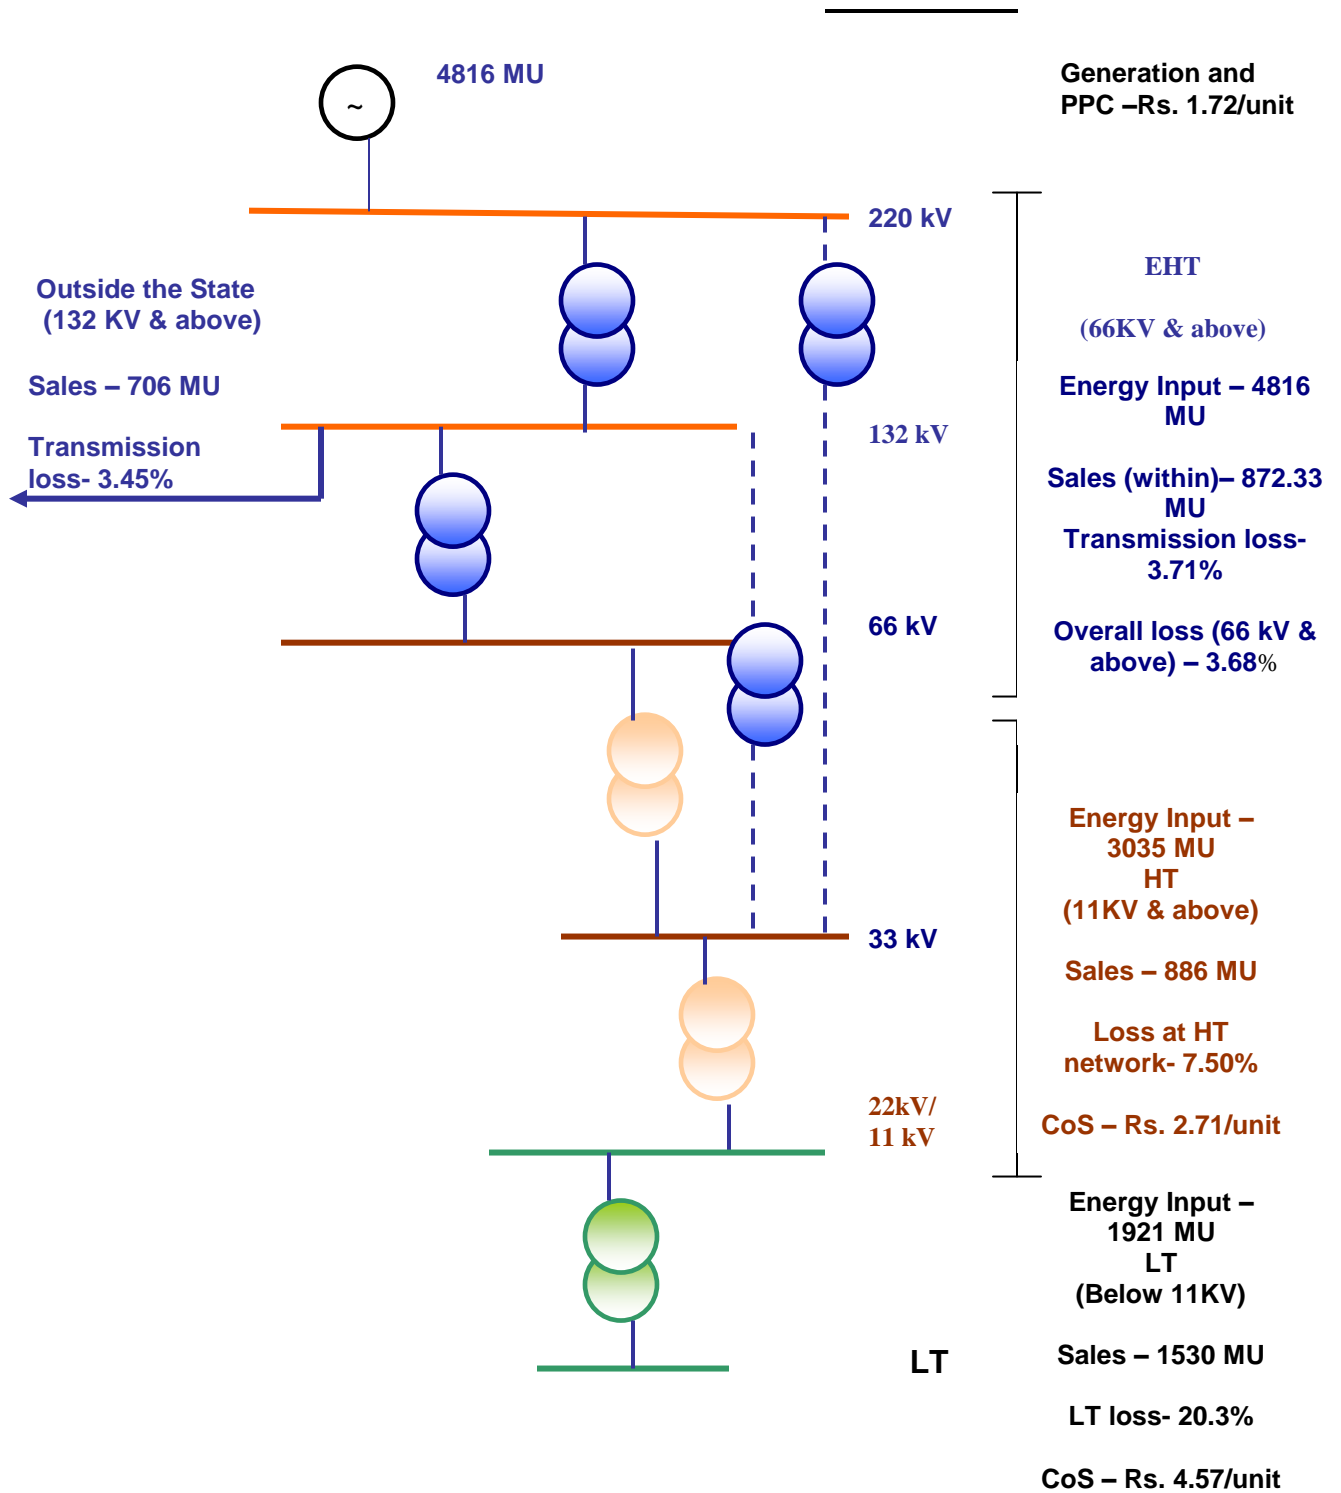 4816 MU
~
Generation and
PPC –Rs. 1.72/unit
220 kV
Outside the State
(132 KV & above)
Sales – 706 MU
Transmission
loss- 3.45%
132 kV
66 kV
33 kV
22kV/
11 kV
LT
EHT
(66KV & above)
Energy Input – 4816
MU
Sales (within)– 872.33
MU
Transmission loss-
3.71%
Overall loss (66 kV &
above) – 3.68%
Energy Input –
3035 MU
HT
(11KV & above)
Sales – 886 MU
Loss at HT
network- 7.50%
CoS – Rs. 2.71/unit
Energy Input –
1921 MU
LT
(Below 11KV)
Sales – 1530 MU
LT loss- 20.3%
CoS – Rs. 4.57/unit